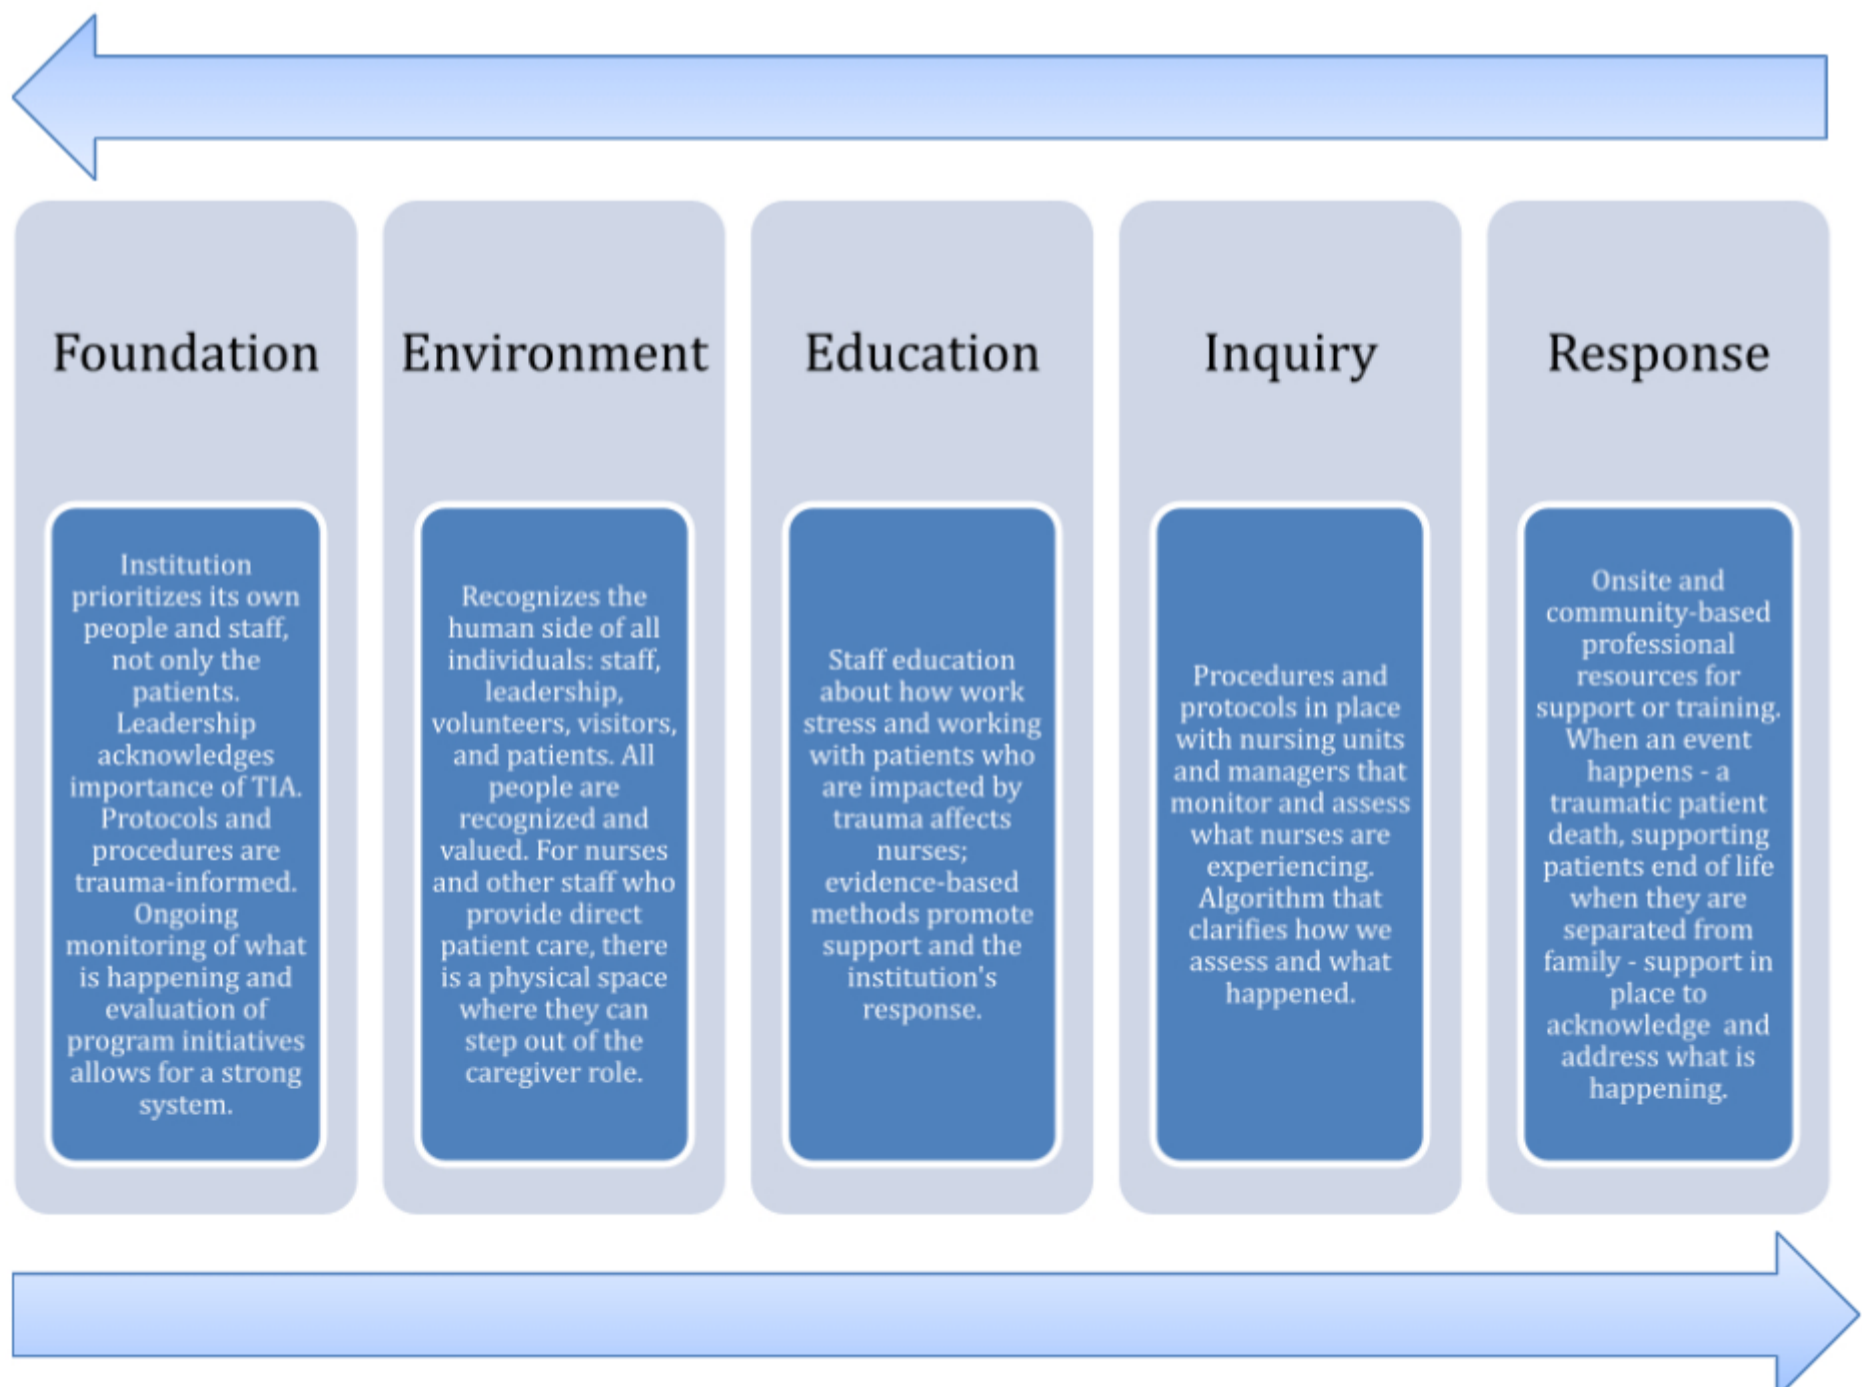 Foundation
Institution
prioritizes its own
people and staff,
not only the
patients.
Leadership
acknowledges
importance of TIA.
Protocols and
procedures are
trauma-informed.
Ongoing
monitoring of what
is happening and
evaluation of
program initiatives
allows for a strong
system.
Environment
Recognizes the
human side of all
individuals: staff,
leadership,
volunteers, visitors,
and patients. All
people are
recognized and
valued. For nurses
and other staff who
provide direct
patient care, there
is a physical space
where they can
step out of the
caregiver role.
Education
Staff education
about how work
stress and working
with patients who
are impacted by
trauma affects
nurses;
evidence-based
methods promote
support and the
institution's
response.
Inquiry
Procedures and
protocols in place
with nursing units
and managers that
monitor and assess
what nurses are
experiencing.
Algorithm that
clarifies how we
assess and what
happened.
Response
Onsite and
community-based
professional
resources for
support or training.
When an event
happens - a
traumatic patient
death, supporting
patients end of life
when they are
separated from
family - support in
place to
acknowledge and
address what is
happening.